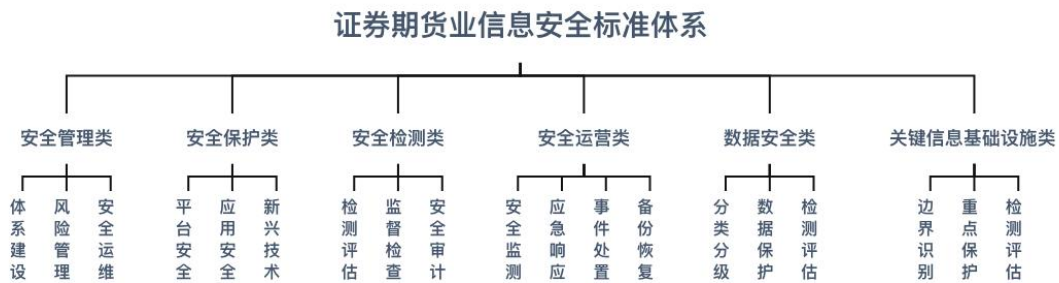 证券期货业信息安全标准体系
安全管理类
安全保护类
安全检测类
安全运营类
数据安全类
关键信息基础设施类
体系建设
风险管理
安全运维
平台安全
应用安全
新兴技术
检测评估
监督检查
安全审计
安全监测
应急响应
事件处置
备份恢复
分类分级
数据保护
检测评估
边界识别
重点保护
检测评估